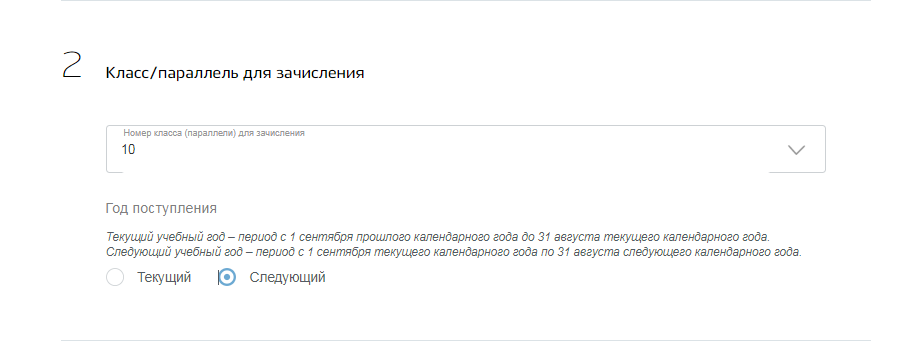 2
Класс/параллель для зачисления
Номер класса (параллели) для зачисления
10
Год поступления
Текущий учебный год – период с 1 сентября прошлого календарного года до 31 августа текущего календарного года.
Следующий учебный год – период с 1 сентября текущего календарного года по 31 августа следующего календарного года.
Текущий Следующий